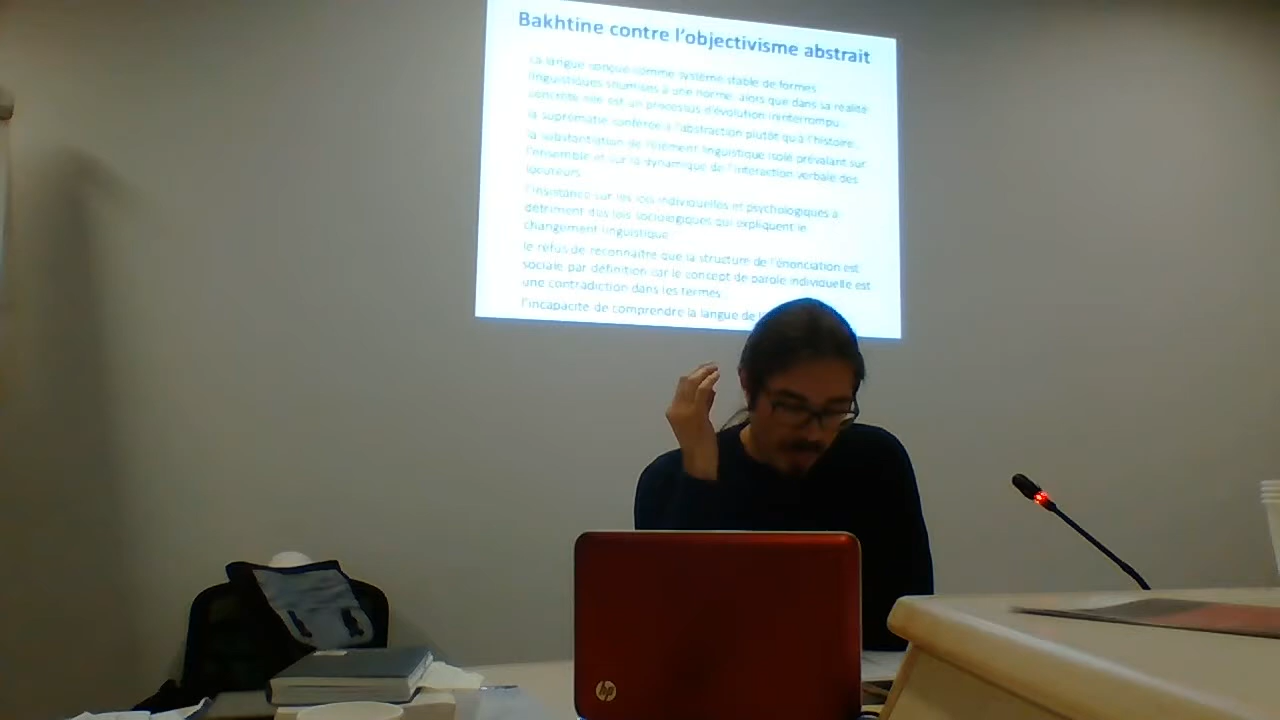 Bakhtine contre l'objectivisme abstrait
La langue conçue comme système stable de formes
linguistiques soumises à une norme, alors que dans sa réalité
concrète elle est un processus d'évolution ininterrompu.
la suprématie conférée à l'abstraction plutôt qu'à l'histoire.
la substantiation de l'élément linguistique isolé prévalant sur
l'ensemble et sur la dynamique de l'interaction verbale des
locuteurs
l'insistance sur les lois individuelles et psychologiques a
détriment des lois sociologiques qui expliquent le
changement linguistique
le réfus de reconnaître que la structure de l'énonciation est
sociale par définition car le concept de parole individuelle est
une contradiction dans les termes
l'incapacité de comprendre la langue de
hp